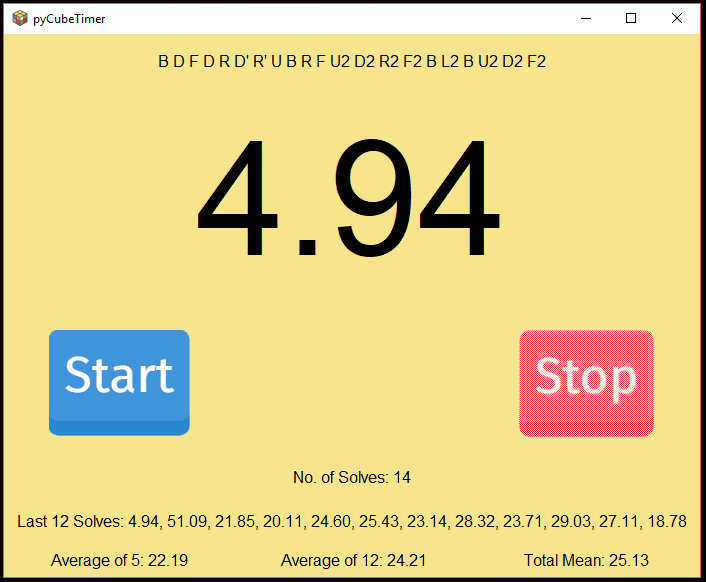 pyCubeTimer
B D F D R D' R' U B R F U2 D2 R2 F2 B L2 B U2 D2 F2
4.94
Start
Stop
No. of Solves: 14
Last 12 Solves: 4.94, 51.09, 21.85, 20.11, 24.60, 25.43, 23.14, 28.32, 23.71, 29.03, 27.11, 18.78
Average of 5: 22.19
Average of 12: 24.21
Total Mean: 25.13